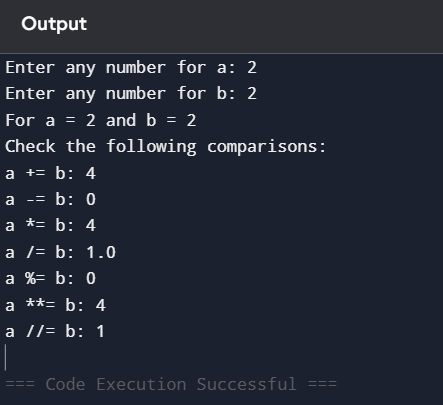 Output
Enter any number for a: 2
Enter any number for b: 2
For a = 2 and b = 2
Check the following comparisons:
a += b: 4
a -= b: 0
a *= b: 4
a /= b: 1.0
a %= b: 0
a **= b: 4
a //= b: 1
=== Code Execution Successful ===